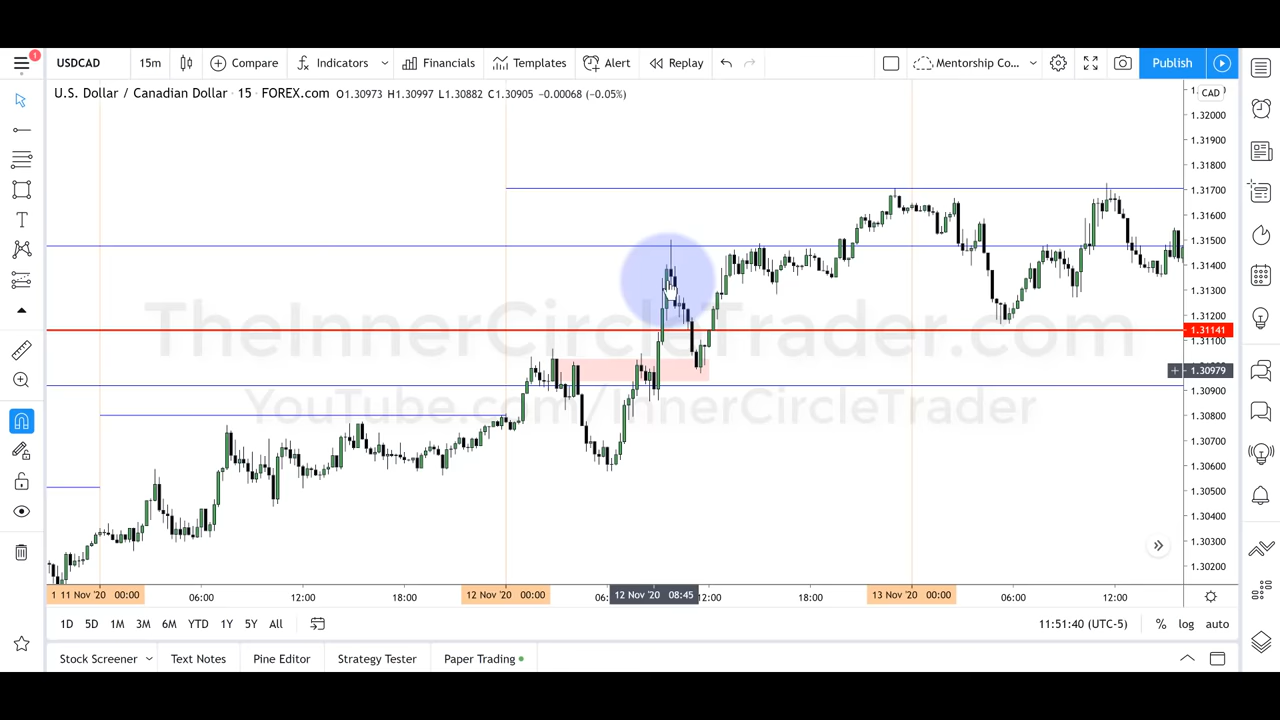 1
USDCAD 15m Compare Indicators Financials Templates Alert Replay Mentorship Co... Publish
U.S. Dollar / Canadian Dollar · 15 · FOREX.com O1.30973 H1.30997 L1.30882 C1.30905 −0.00068 (−0.05%)
CAD
1.32000
1.31900
1.31800
1.31700
1.31600
1.31500
1.31400
1.31300
1.31200
1.31141
1.31100
1.30979
1.30900
1.30800
1.30700
1.30600
1.30500
1.30400
1.30300
1.30200
TheInnerCircleTrader.com
YouTube.com/InnerCircleTrader
1 11 Nov '20 00:00 06:00 12:00 18:00 12 Nov '20 00:00 06: 12 Nov '20 08:45 12:00 18:00 13 Nov '20 00:00 06:00 12:00
1D 5D 1M 3M 6M YTD 1Y 5Y All 11:51:40 (UTC-5) % log auto
Stock Screener Text Notes Pine Editor Strategy Tester Paper Trading